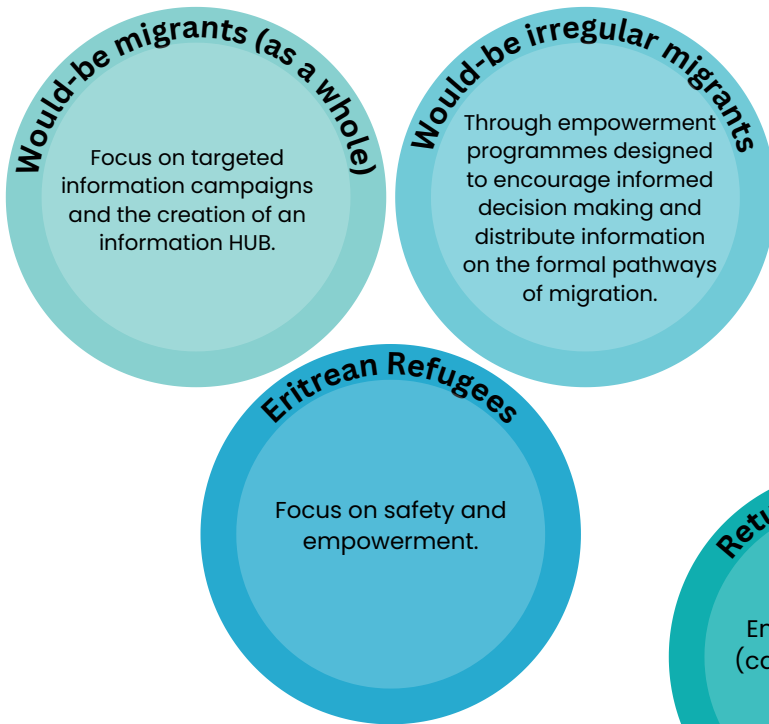 Would-be migrants (as a whole)
Focus on targeted
information campaigns
and the creation of an
information HUB.
Would-be irregular migrants
Through empowerment
programmes designed
to encourage informed
decision making and
distribute information
on the formal pathways
of migration.
Eritrean Refugees
Focus on safety and
empowerment.